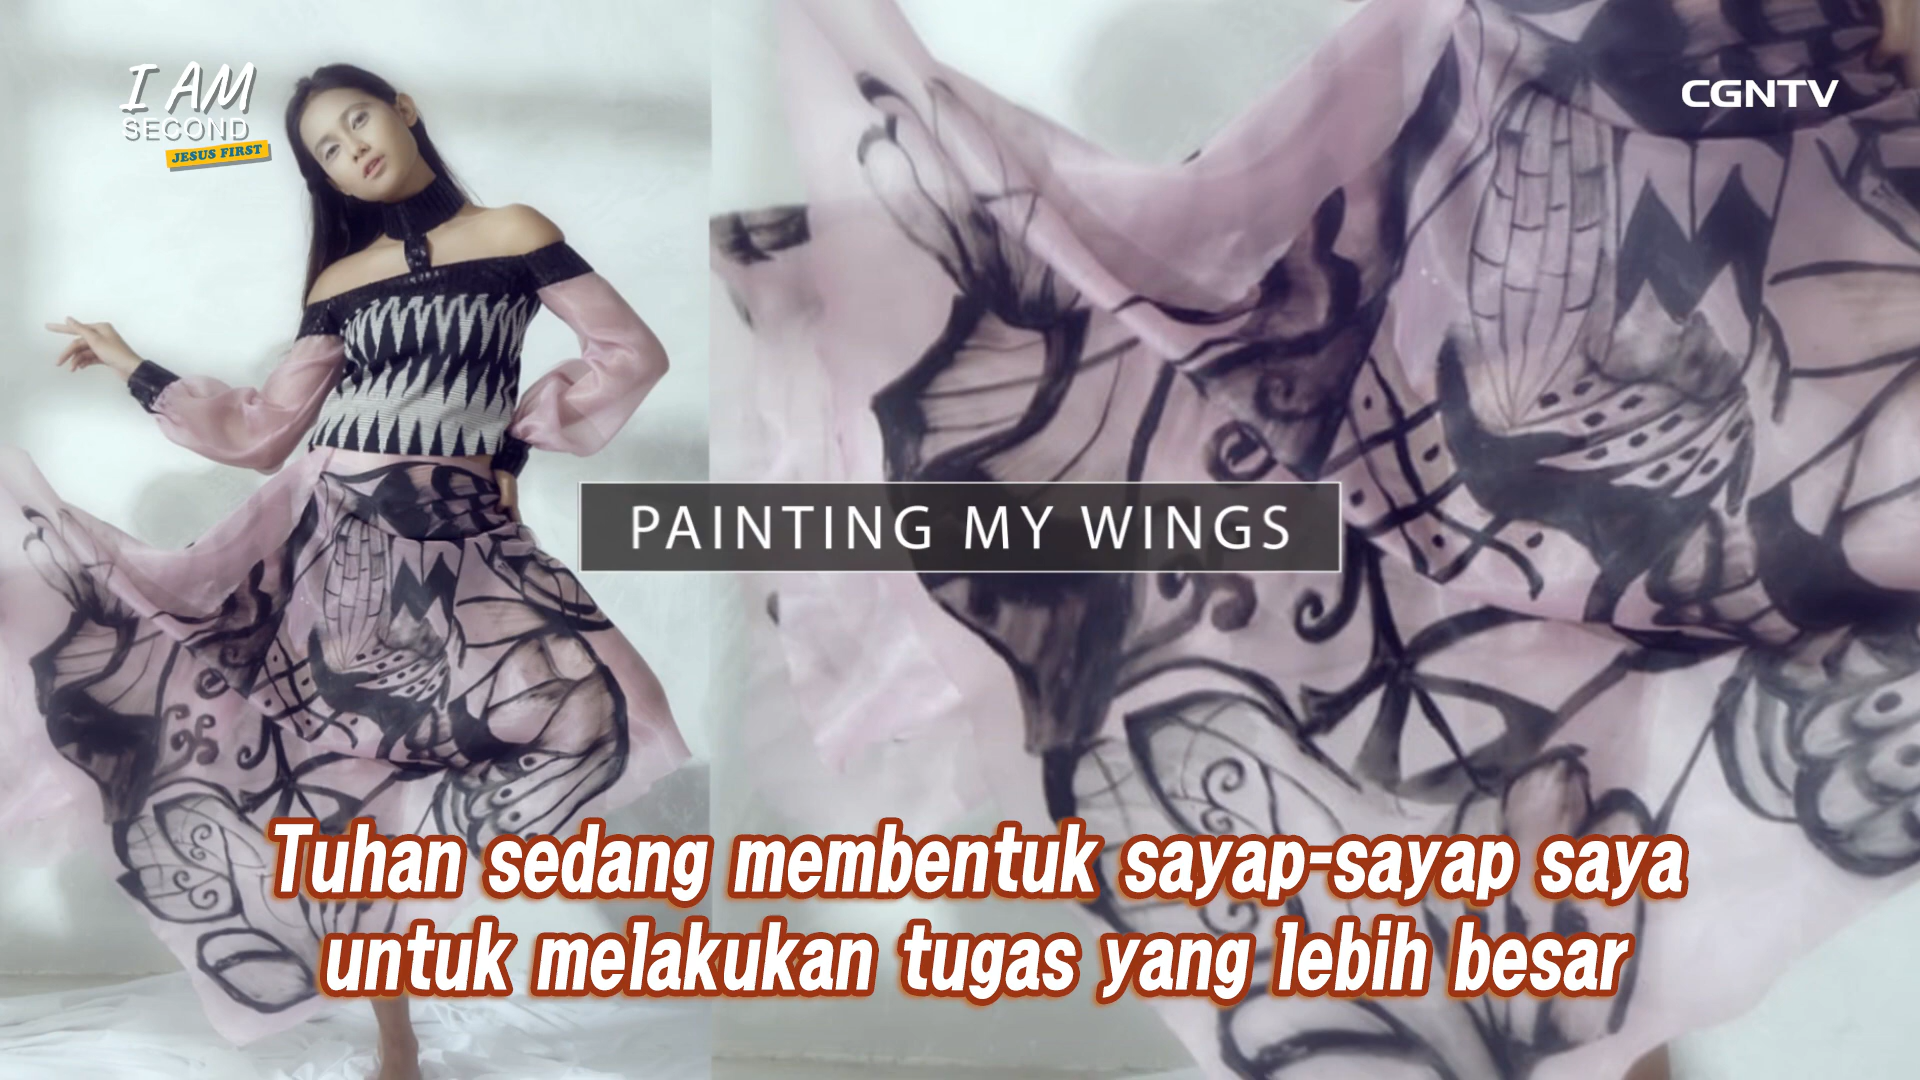 I AM
SECOND
JESUS FIRST
CGNTV
PAINTING MY WINGS
Tuhan sedang membentuk sayap-sayap saya
untuk melakukan tugas yang lebih besar